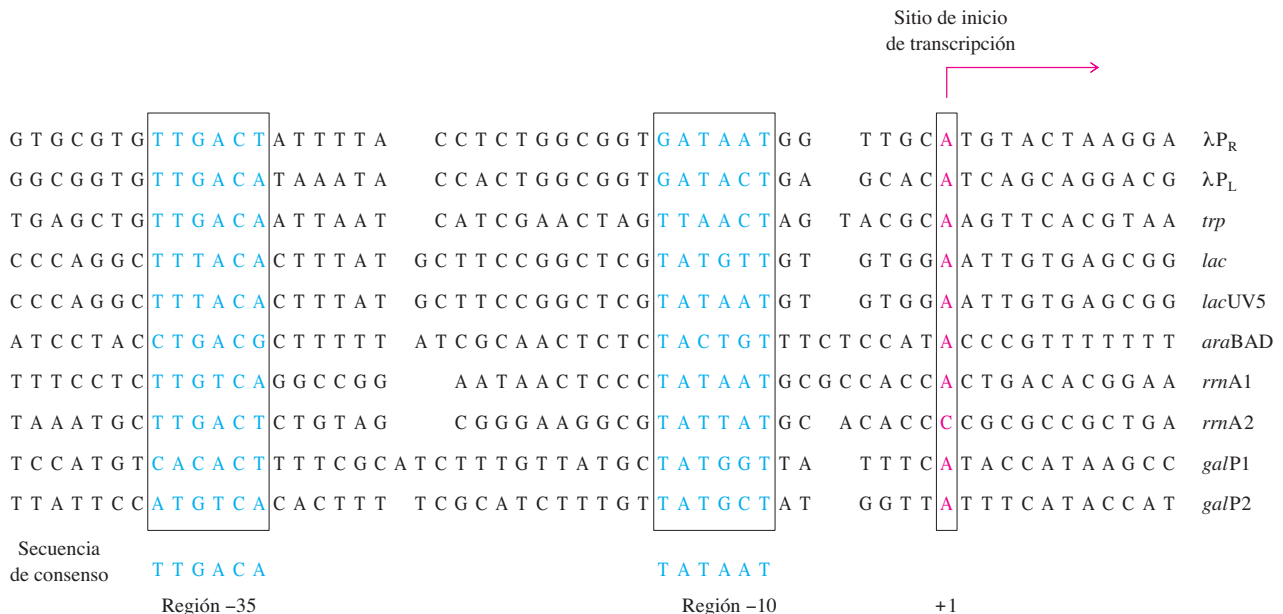 Sitio de inicio
de transcripción
G T G C G T G T T G A C T A T T T T A C C T C T G G C G G T G A T A A T G G T T G C A T G T A C T A A G G A λP_R
G G C G G T G T T G A C A T A A A T A C C A C T G G C G G T G A T A C T G A G C A C A T C A G C A G G A C G λP_L
T G A G C T G T T G A C A A T T A A T C A T C G A A C T A G T T A A C T A G T A C G C A A G T T C A C G T A A trp
C C C A G G C T T T A C A C T T T A T G C T T C C G G C T C G T A T G T T G T G T G G A A T T G T G A G C G G lac
C C C A G G C T T T A C A C T T T A T G C T T C C G G C T C G T A T A A T G T G T G G A A T T G T G A G C G G lacUV5
A T C C T A C C T G A C G C T T T T T A T C G C A A C T C T C T A C T G T T T C T C C A T A C C C G T T T T T T T araBAD
T T T C C T C T T G T C A G G C C G G A A T A A C T C C C T A T A A T G C G C C A C C A C T G A C A C G G A A rrnA1
T A A A T G C T T G A C T C T G T A G C G G G A A G G C G T A T T A T G C A C A C C C C G C G C C G C T G A rrnA2
T C C A T G T C A C A C T T T T C G C A T C T T T G T T A T G C T A T G G T T A T T T C A T A C C A T A A G C C galP1
T T A T T C C A T G T C A C A C T T T T C G C A T C T T T G T T A T G C T A T G G T T A T T T C A T A C C A T galP2
Secuencia
de consenso
T T G A C A T A T A A T
Región −35 Región −10 +1